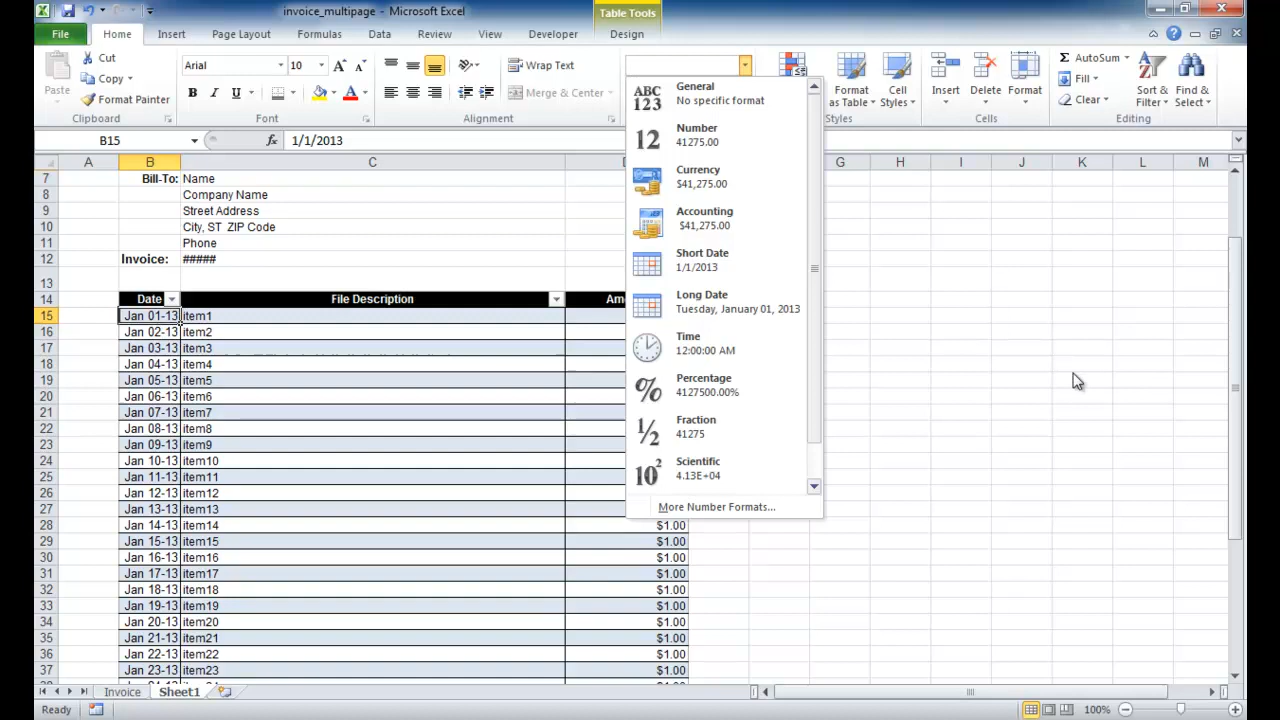 invoice_multipage - Microsoft Excel
Table Tools
File
Home
Insert
Page Layout
Formulas
Data
Review
View
Developer
Design
Paste
Cut
Copy
Format Painter
Clipboard
Arial
10
B I U
Font
Wrap Text
Merge & Center
Alignment
Format as Table
Cell Styles
Styles
Insert
Delete
Format
Cells
AutoSum
Fill
Clear
Sort & Filter
Find & Select
Editing
B15
fx
1/1/2013
A B C G H I J K L M
7 Bill-To: Name
8 Company Name
9 Street Address
10 City, ST ZIP Code
11 Phone
12 Invoice: #####
13
14 Date File Description
15 Jan 01-13 item1
16 Jan 02-13 item2
17 Jan 03-13 item3
18 Jan 04-13 item4
19 Jan 05-13 item5
20 Jan 06-13 item6
21 Jan 07-13 item7
22 Jan 08-13 item8
23 Jan 09-13 item9
24 Jan 10-13 item10
25 Jan 11-13 item11
26 Jan 12-13 item12
27 Jan 13-13 item13
28 Jan 14-13 item14 $1.00
29 Jan 15-13 item15 $1.00
30 Jan 16-13 item16 $1.00
31 Jan 17-13 item17 $1.00
32 Jan 18-13 item18 $1.00
33 Jan 19-13 item19 $1.00
34 Jan 20-13 item20 $1.00
35 Jan 21-13 item21 $1.00
36 Jan 22-13 item22 $1.00
37 Jan 23-13 item23 $1.00
ABC 123
General
No specific format
12
Number
41275.00
Currency
$41,275.00
Accounting
$41,275.00
Short Date
1/1/2013
Long Date
Tuesday, January 01, 2013
Time
12:00:00 AM
%
Percentage
4127500.00%
½
Fraction
41275
10²
Scientific
4.13E+04
More Number Formats...
Invoice
Sheet1
Ready
100%